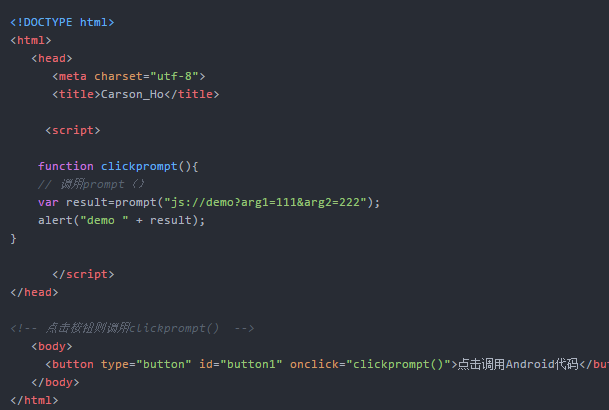 <!DOCTYPE html>
<html>
<head>
<meta charset="utf-8">
<title>Carson_Ho</title>
<script>
function clickprompt(){
// 调用prompt（）
var result=prompt("js://demo?arg1=111&arg2=222");
alert("demo " + result);
}
</script>
</head>
<!-- 点击按钮则调用clickprompt()  -->
<body>
<button type="button" id="button1" onclick="clickprompt()">点击调用Android代码</bu
</body>
</html>